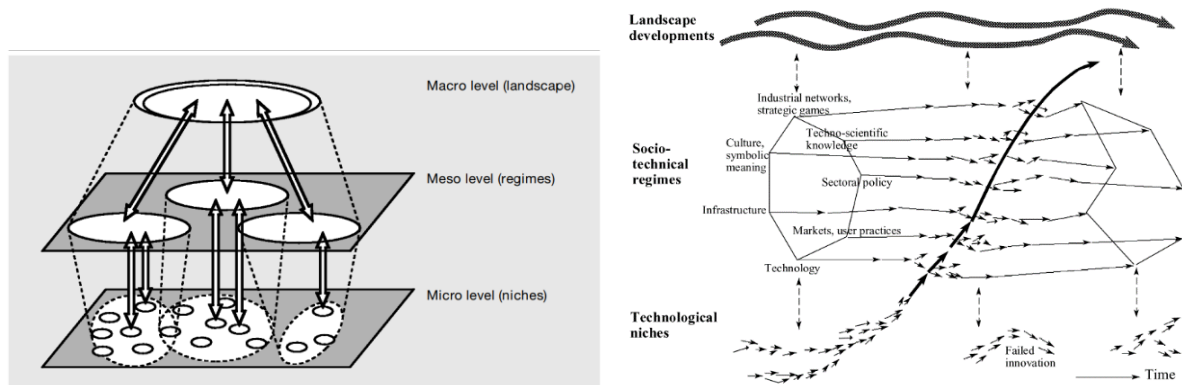 Macro level (landscape)
Meso level (regimes)
Micro level (niches)
Landscape
developments
Industrial networks,
strategic games
Techno-scientific
knowledge
Culture,
symbolic
meaning
Socio-
technical
regimes
Sectoral policy
Infrastructure
Markets, user practices
Technology
Technological
niches
Failed
innovation
Time